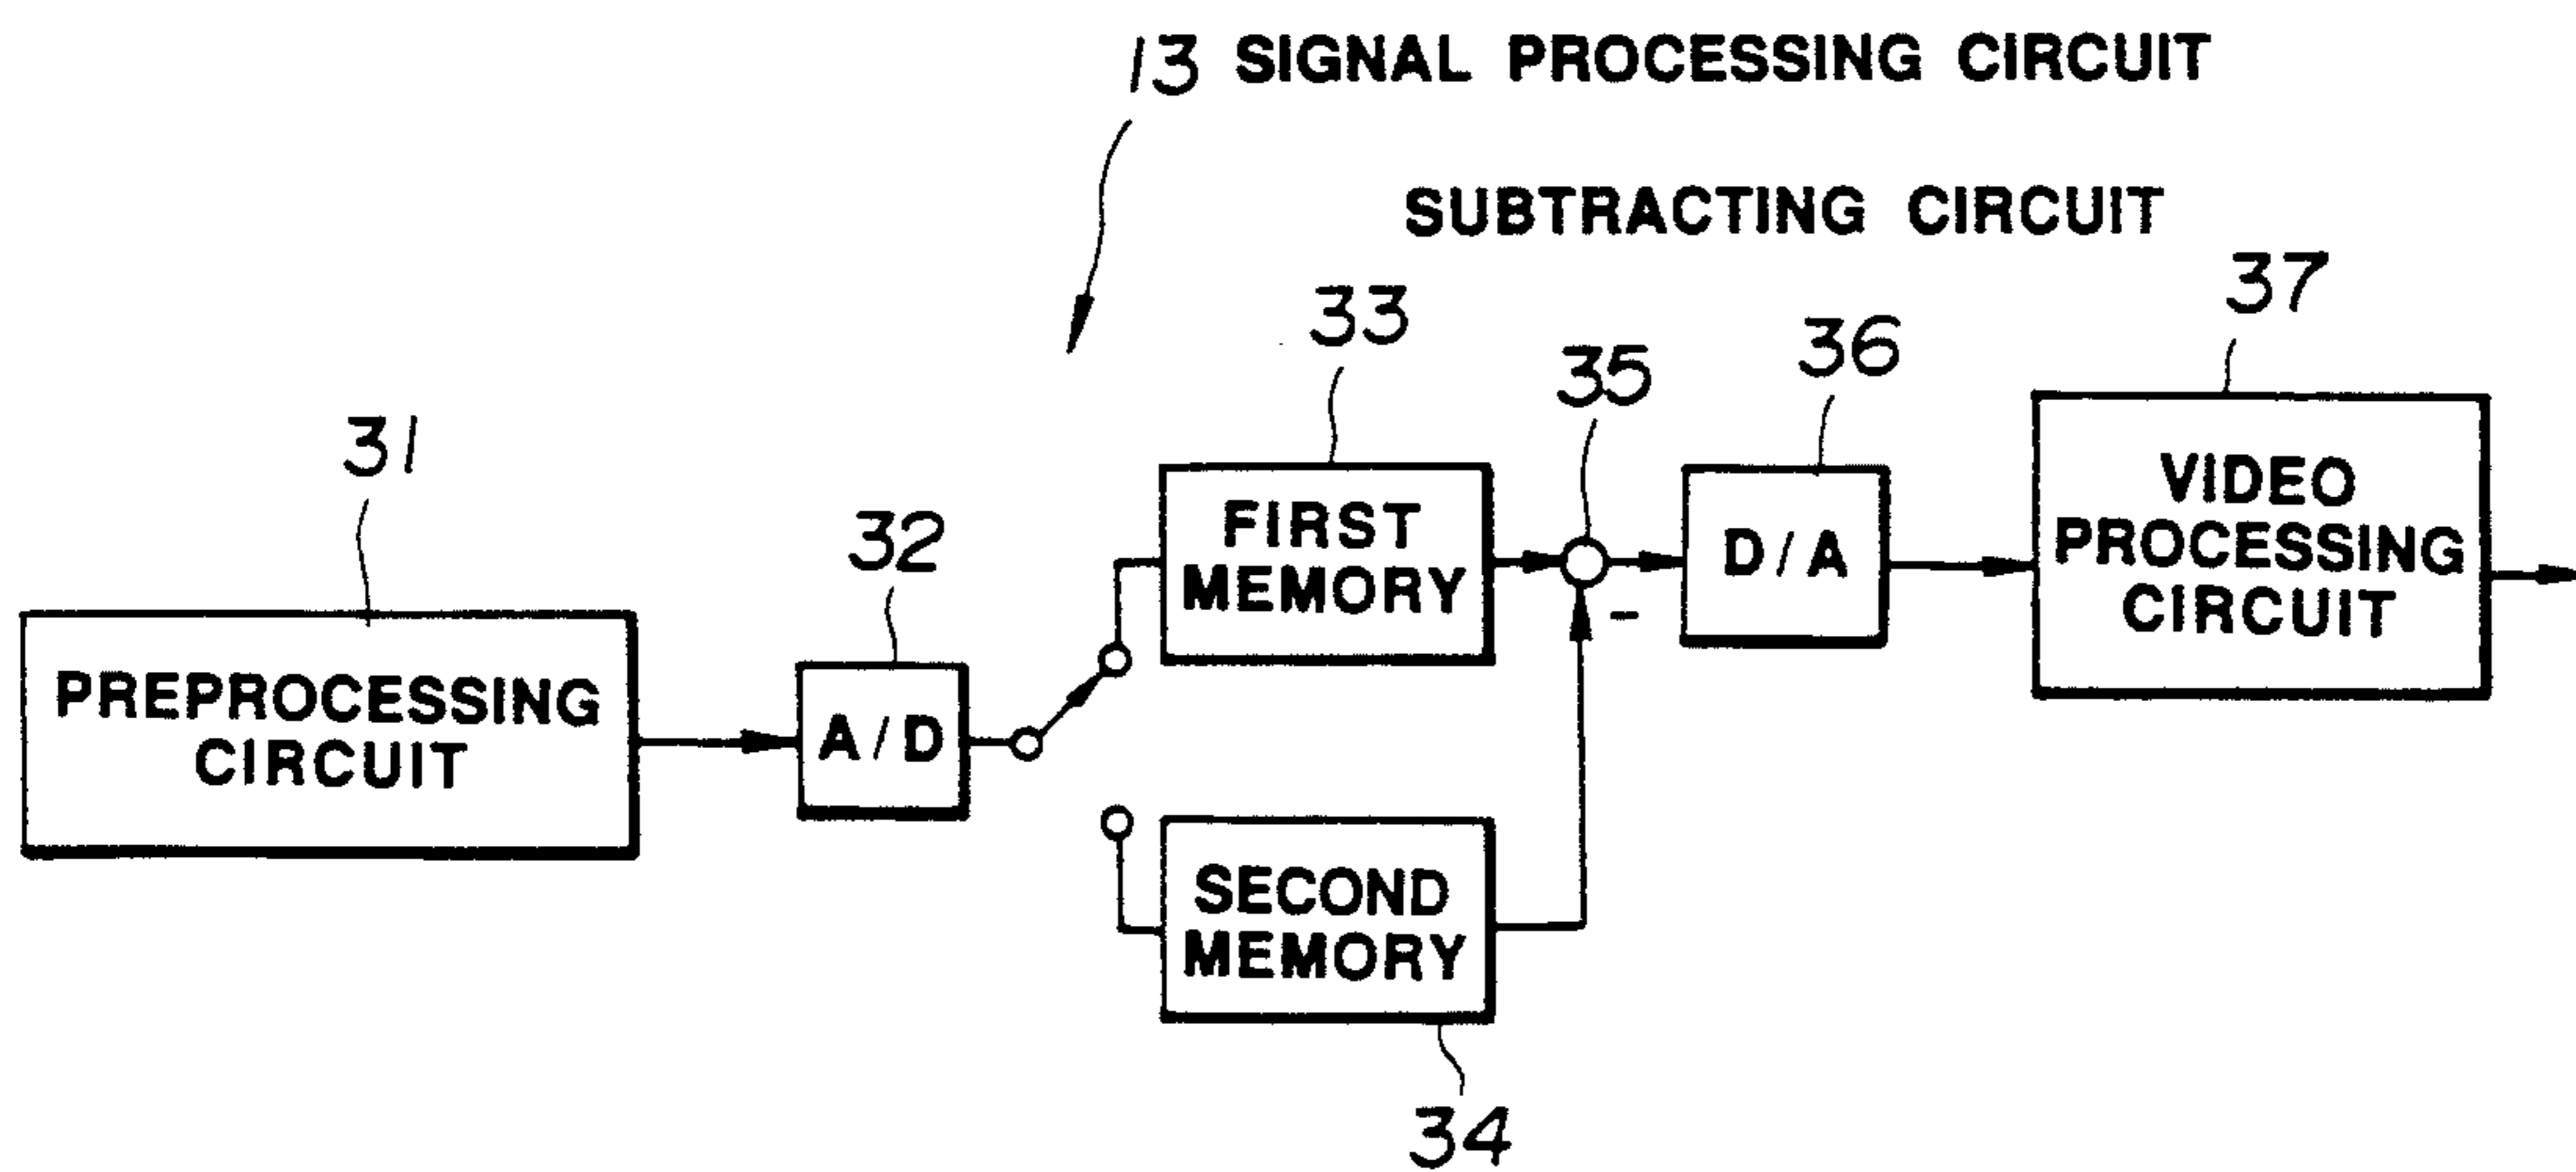 13 SIGNAL PROCESSING CIRCUIT
SUBTRACTING CIRCUIT
31
PREPROCESSING
CIRCUIT
32
A/D
33
FIRST
MEMORY
SECOND
MEMORY
34
35
-
36
D/A
37
VIDEO
PROCESSING
CIRCUIT